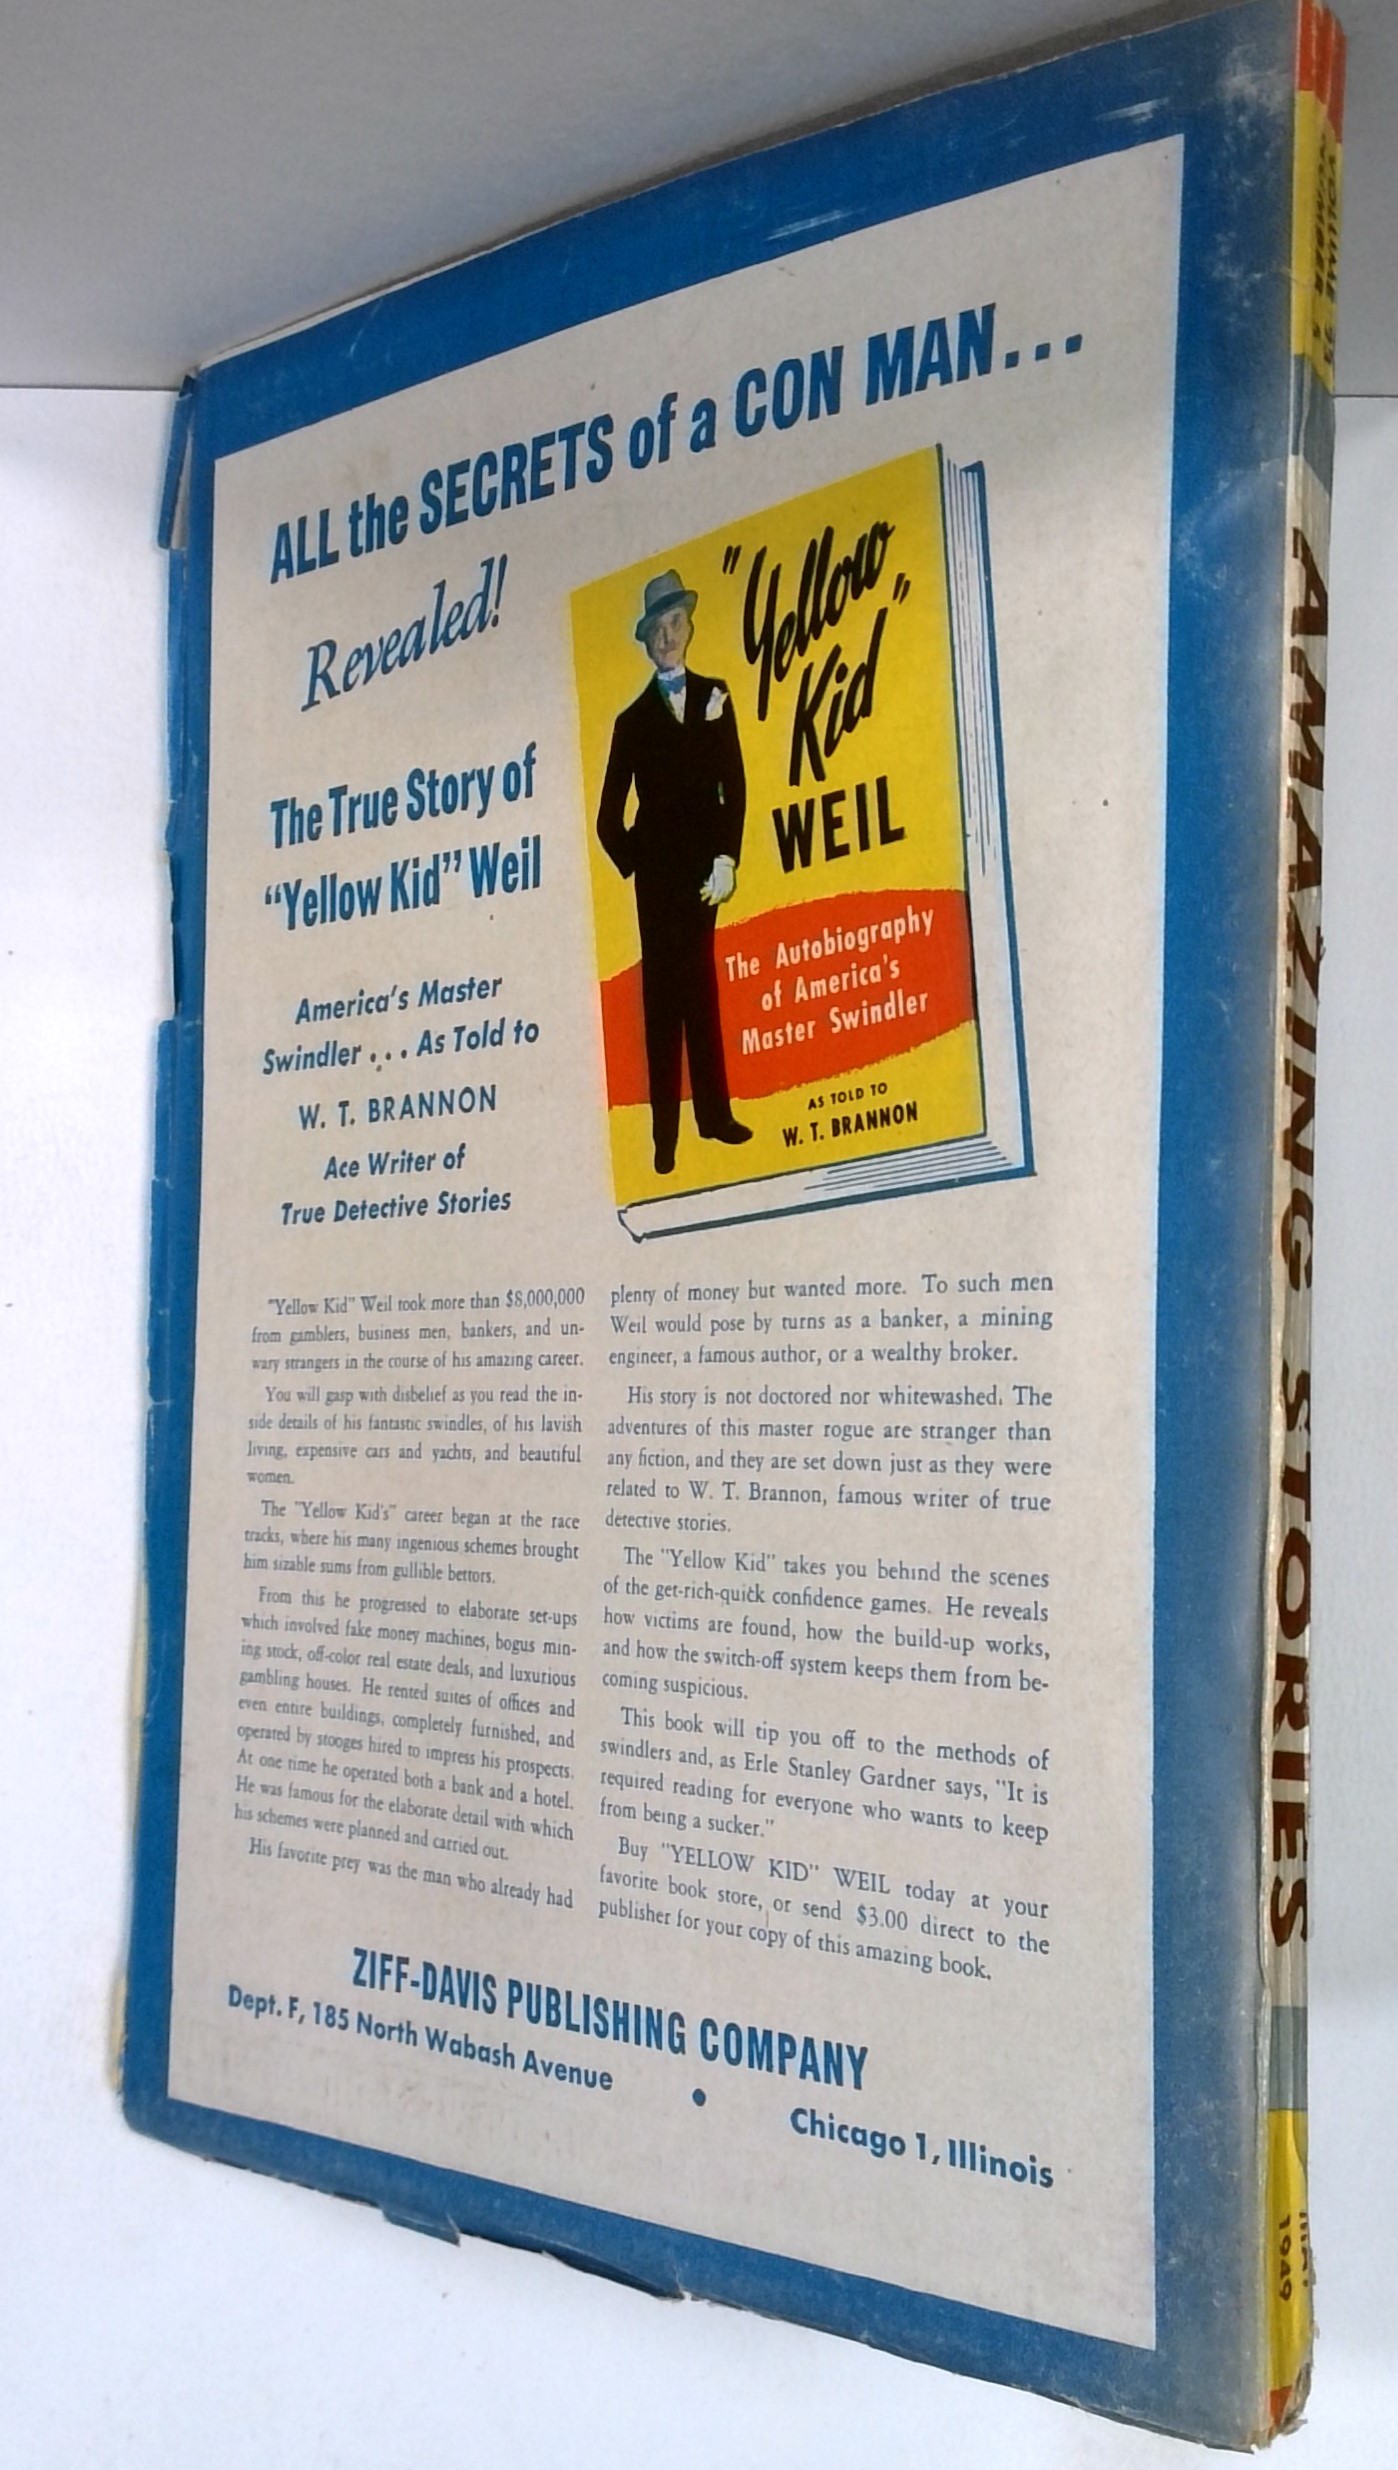 ALL the SECRETS of a CON MAN...
Revealed!
The True Story of
"Yellow Kid" Weil
America's Master
Swindler ... As Told to
W. T. BRANNON
Ace Writer of
True Detective Stories
"Yellow
Kid"
WEIL
The Autobiography
of America's
Master Swindler
AS TOLD TO
W. T. BRANNON
"Yellow Kid" Weil took more than $8,000,000
from gamblers, business men, bankers, and un-
wary strangers in the course of his amazing career.
You will gasp with disbelief as you read the in-
side details of his fantastic swindles, of his lavish
living, expensive cars and yachts, and beautiful
women.
The "Yellow Kid's" career began at the race
tracks, where his many ingenious schemes brought
him sizable sums from gullible bettors.
From this he progressed to elaborate set-ups
which involved fake money machines, bogus min-
ing stock, off-color real estate deals, and luxurious
gambling houses. He rented suites of offices and
even entire buildings, completely furnished, and
operated by stooges hired to impress his prospects.
At one time he operated both a bank and a hotel.
He was famous for the elaborate detail with which
his schemes were planned and carried out.
His favorite prey was the man who already had
plenty of money but wanted more. To such men
Weil would pose by turns as a banker, a mining
engineer, a famous author, or a wealthy broker.
His story is not doctored nor whitewashed. The
adventures of this master rogue are stranger than
any fiction, and they are set down just as they were
related to W. T. Brannon, famous writer of true
detective stories.
The "Yellow Kid" takes you behind the scenes
of the get-rich-quick confidence games. He reveals
how victims are found, how the build-up works,
and how the switch-off system keeps them from be-
coming suspicious.
This book will tip you off to the methods of
swindlers and, as Erle Stanley Gardner says, "It is
required reading for everyone who wants to keep
from being a sucker."
Buy "YELLOW KID" WEIL today at your
favorite book store, or send $3.00 direct to the
publisher for your copy of this amazing book.
ZIFF-DAVIS PUBLISHING COMPANY
Dept. F, 185 North Wabash Avenue • Chicago 1, Illinois
VOLUME 23
NUMBER 5
AMAZING STORIES
MAY
1949